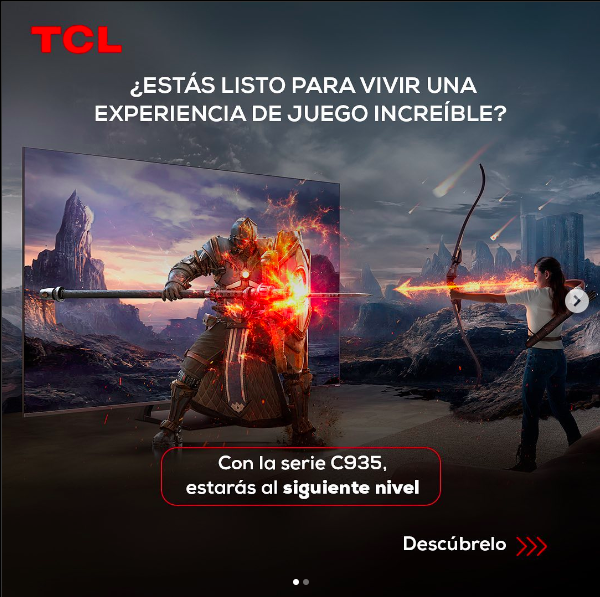 TCL
¿ESTÁS LISTO PARA VIVIR UNA
EXPERIENCIA DE JUEGO INCREÍBLE?
Con la serie C935,
estarás al siguiente nivel
Descúbrelo